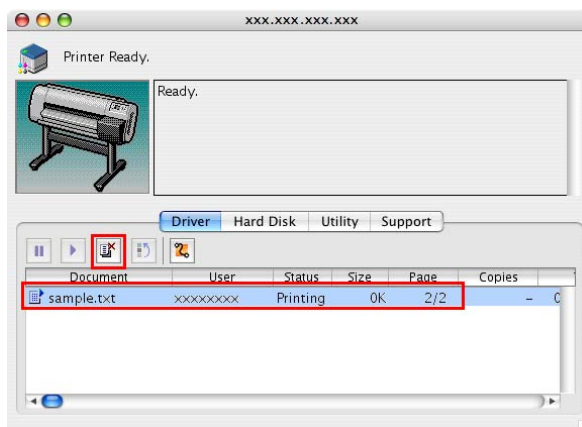 xxx.xxx.xxx.xxx
Printer Ready.
Ready.
Driver Hard Disk Utility Support
Document User Status Size Page Copies
sample.txt xxxxxxxx Printing 0K 2/2 –